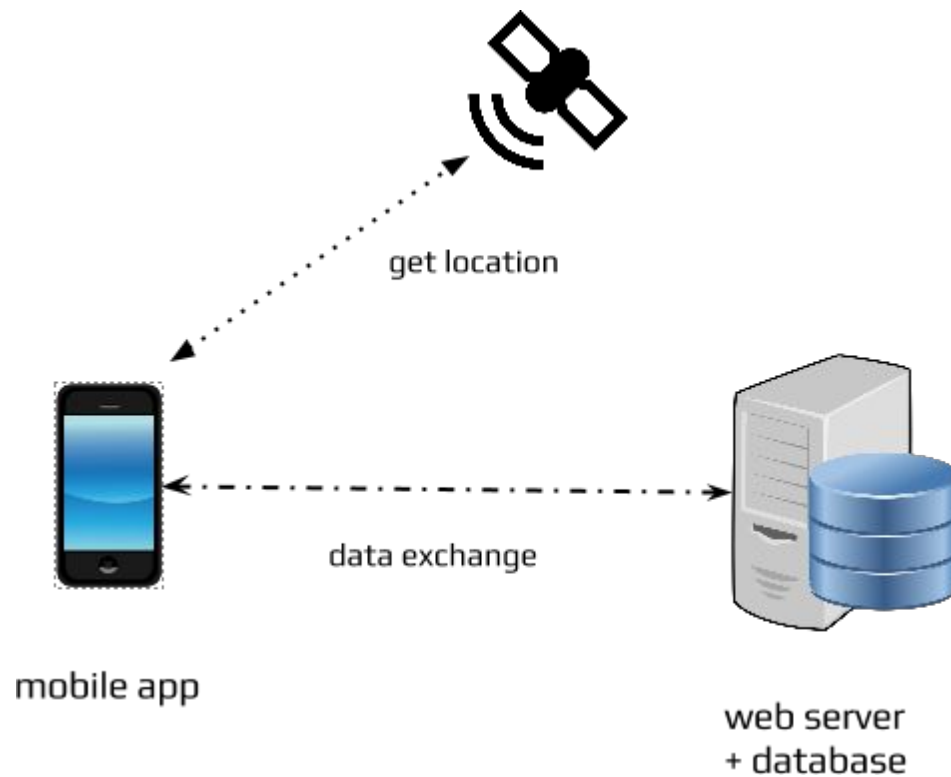 get location
data exchange
mobile app
web server
+ database